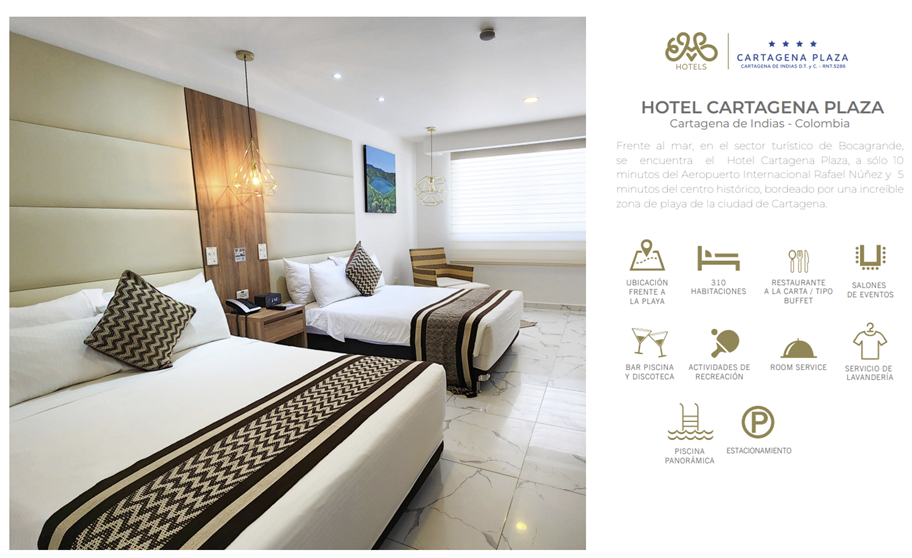 HOTELS
CARTAGENA PLAZA
CARTAGENA DE INDIAS D.T. y C. - RNT.5286
HOTEL CARTAGENA PLAZA
Cartagena de Indias - Colombia
Frente al mar, en el sector turístico de Bocagrande,
se encuentra el Hotel Cartagena Plaza, a sólo 10
minutos del Aeropuerto Internacional Rafael Núñez y 5
minutos del centro histórico, bordeado por una increíble
zona de playa de la ciudad de Cartagena.
UBICACIÓN
FRENTE A
LA PLAYA
310
HABITACIONES
RESTAURANTE
A LA CARTA / TIPO
BUFFET
SALONES
DE EVENTOS
BAR PISCINA
Y DISCOTECA
ACTIVIDADES DE
RECREACIÓN
ROOM SERVICE
SERVICIO DE
LAVANDERÍA
PISCINA
PANORÁMICA
P
ESTACIONAMIENTO